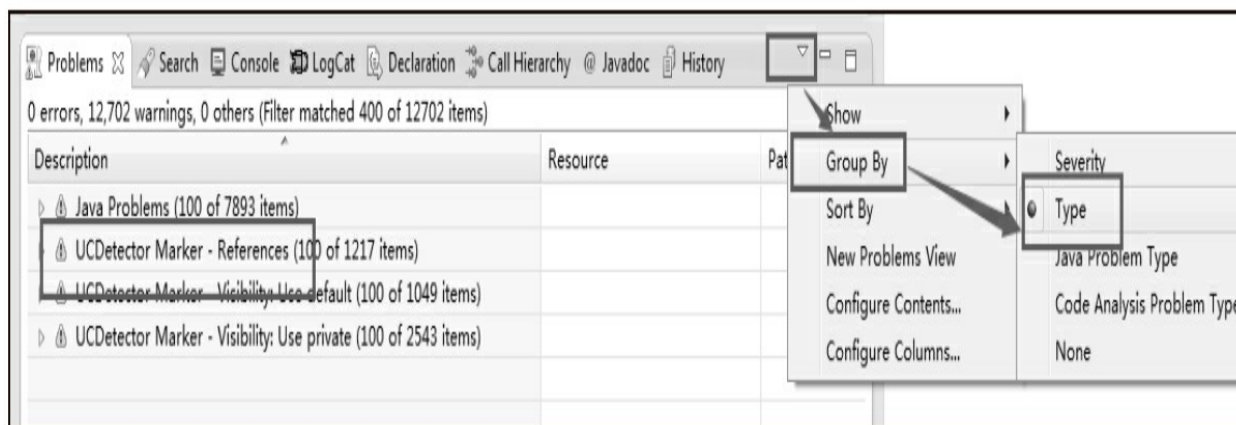 Problems Search Console LogCat Declaration Call Hierarchy @ Javadoc History
0 errors, 12,702 warnings, 0 others (Filter matched 400 of 12702 items)
Description Resource Pat
Java Problems (100 of 7893 items)
UCDetector Marker - References (100 of 1217 items)
UCDetector Marker - Visibility: Use default (100 of 1049 items)
UCDetector Marker - Visibility: Use private (100 of 2543 items)
Show
Group By
Sort By
New Problems View
Configure Contents...
Configure Columns...
Severity
Type
Java Problem Type
Code Analysis Problem Type
None